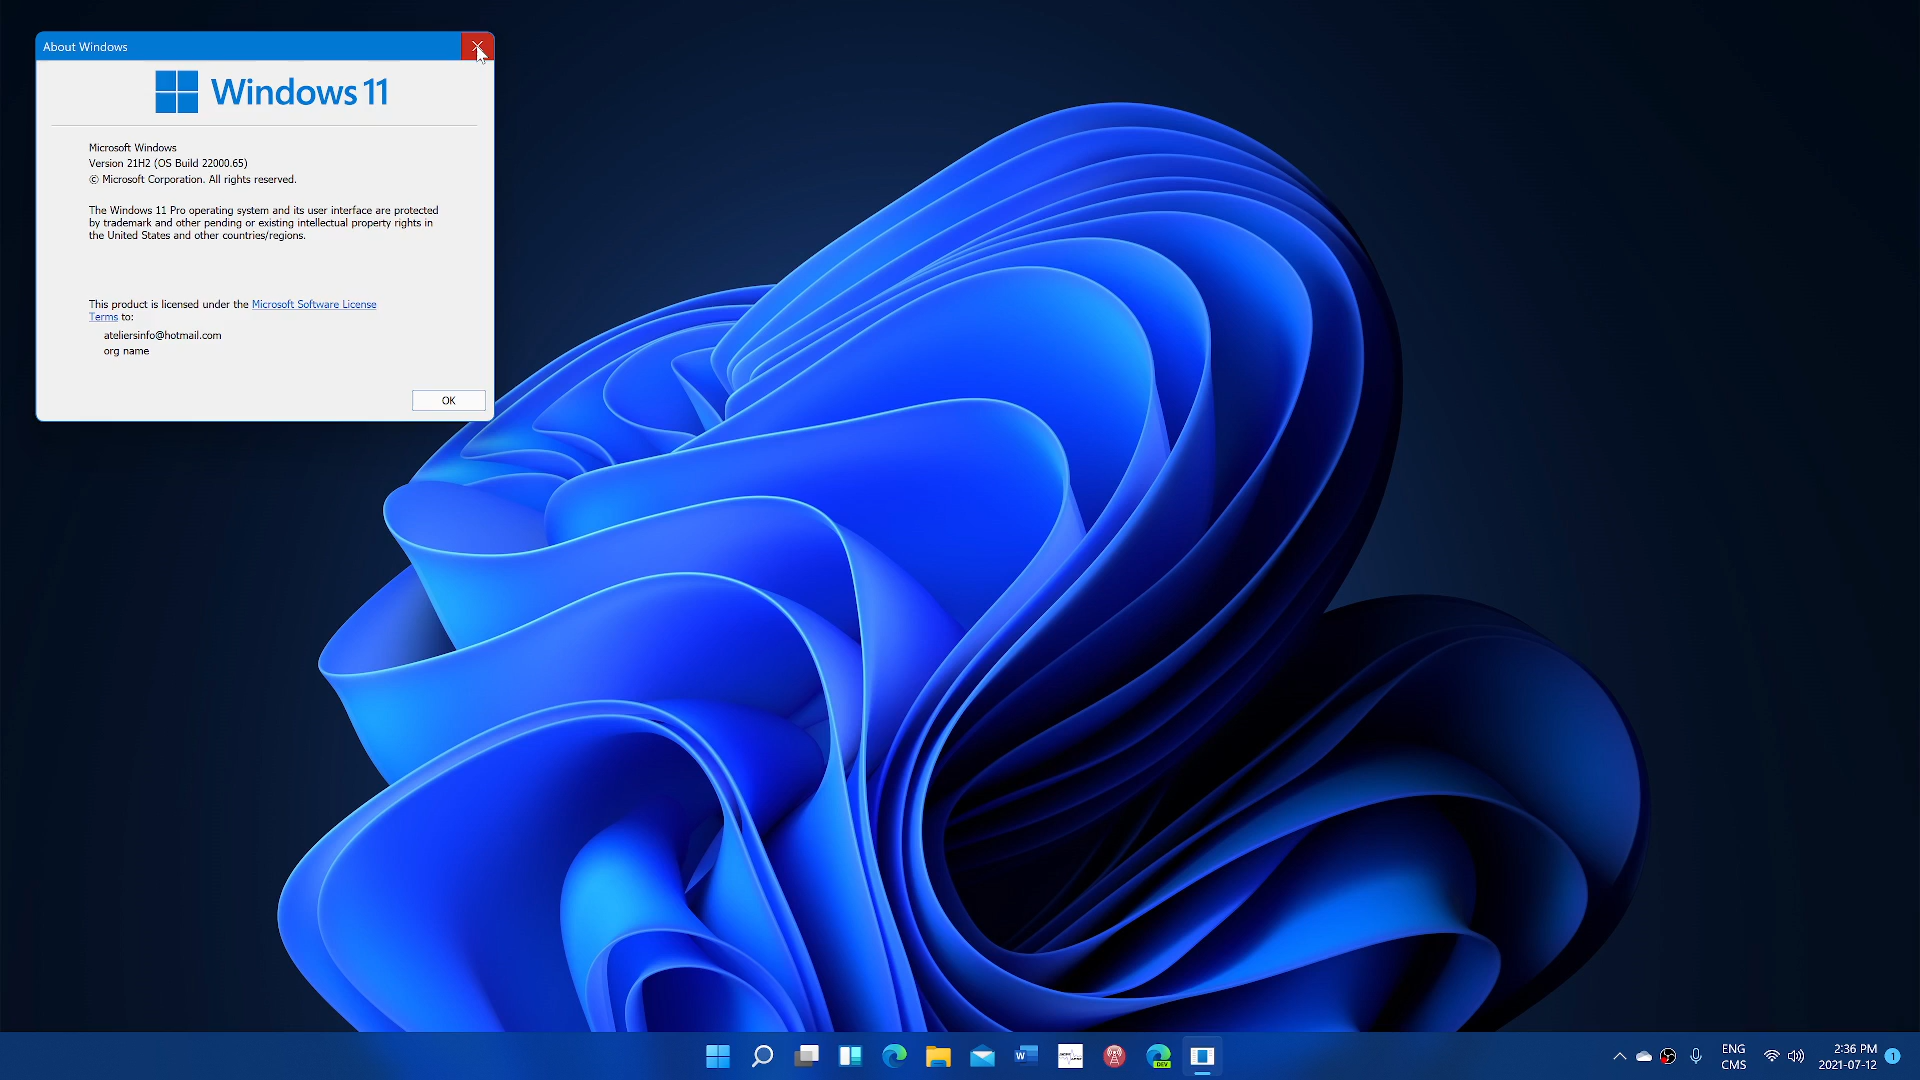 About Windows
Windows 11
Microsoft Windows
Version 21H2 (OS Build 22000.65)
© Microsoft Corporation. All rights reserved.
The Windows 11 Pro operating system and its user interface are protected
by trademark and other pending or existing intellectual property rights in
the United States and other countries/regions.
This product is licensed under the Microsoft Software License
Terms to:
ateliersinfo@hotmail.com
org name
OK
W
DEV
ENG
CMS
2:36 PM
2021-07-12
1